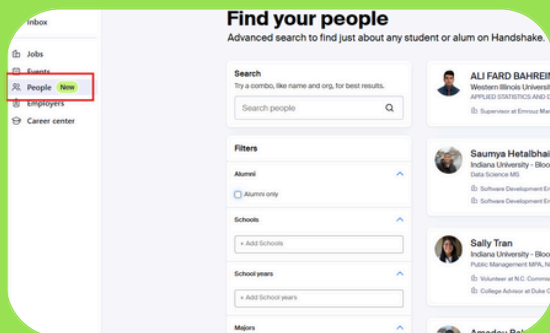 Inbox
Jobs
Events
People New
Employers
Career center
Find your people
Advanced search to find just about any student or alum on Handshake.
Search
Try a combo, like name and org, for best results.
Search people
Filters
Alumni
Alumni only
Schools
+ Add Schools
School years
+ Add School years
Majors
ALI FARD BAHREI
Western Illinois Universit
APPLIED STATISTICS AND
Supervisor at Emrouz Mar
Saumya Hetalbhai
Indiana University - Bloo
Data Science MS
Software Development En
Software Development En
Sally Tran
Indiana University - Bloo
Public Management MPA, N
Volunteer at N.C. Commis
College Advisor at Duke
Amadou